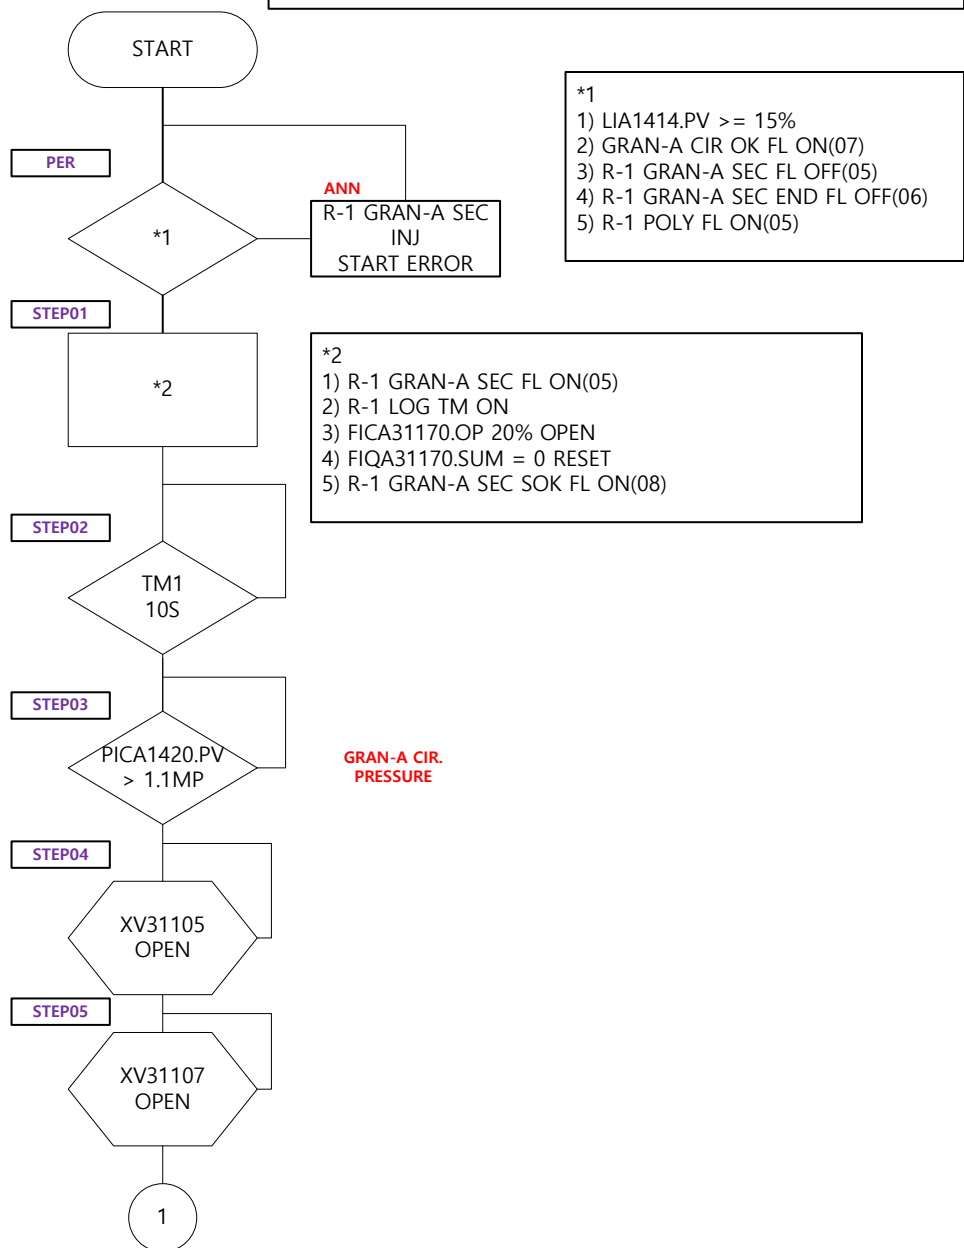 START
*1
1) LIA1414.PV >= 15%
2) GRAN-A CIR OK FL ON(07)
3) R-1 GRAN-A SEC FL OFF(05)
4) R-1 GRAN-A SEC END FL OFF(06)
5) R-1 POLY FL ON(05)
PER
ANN
R-1 GRAN-A SEC
INJ
START ERROR
*1
STEP01
*2
*2
1) R-1 GRAN-A SEC FL ON(05)
2) R-1 LOG TM ON
3) FICA31170.OP 20% OPEN
4) FIQA31170.SUM = 0 RESET
5) R-1 GRAN-A SEC SOK FL ON(08)
STEP02
TM1
10S
STEP03
PICA1420.PV
> 1.1MP
GRAN-A CIR.
PRESSURE
STEP04
XV31105
OPEN
STEP05
XV31107
OPEN
1